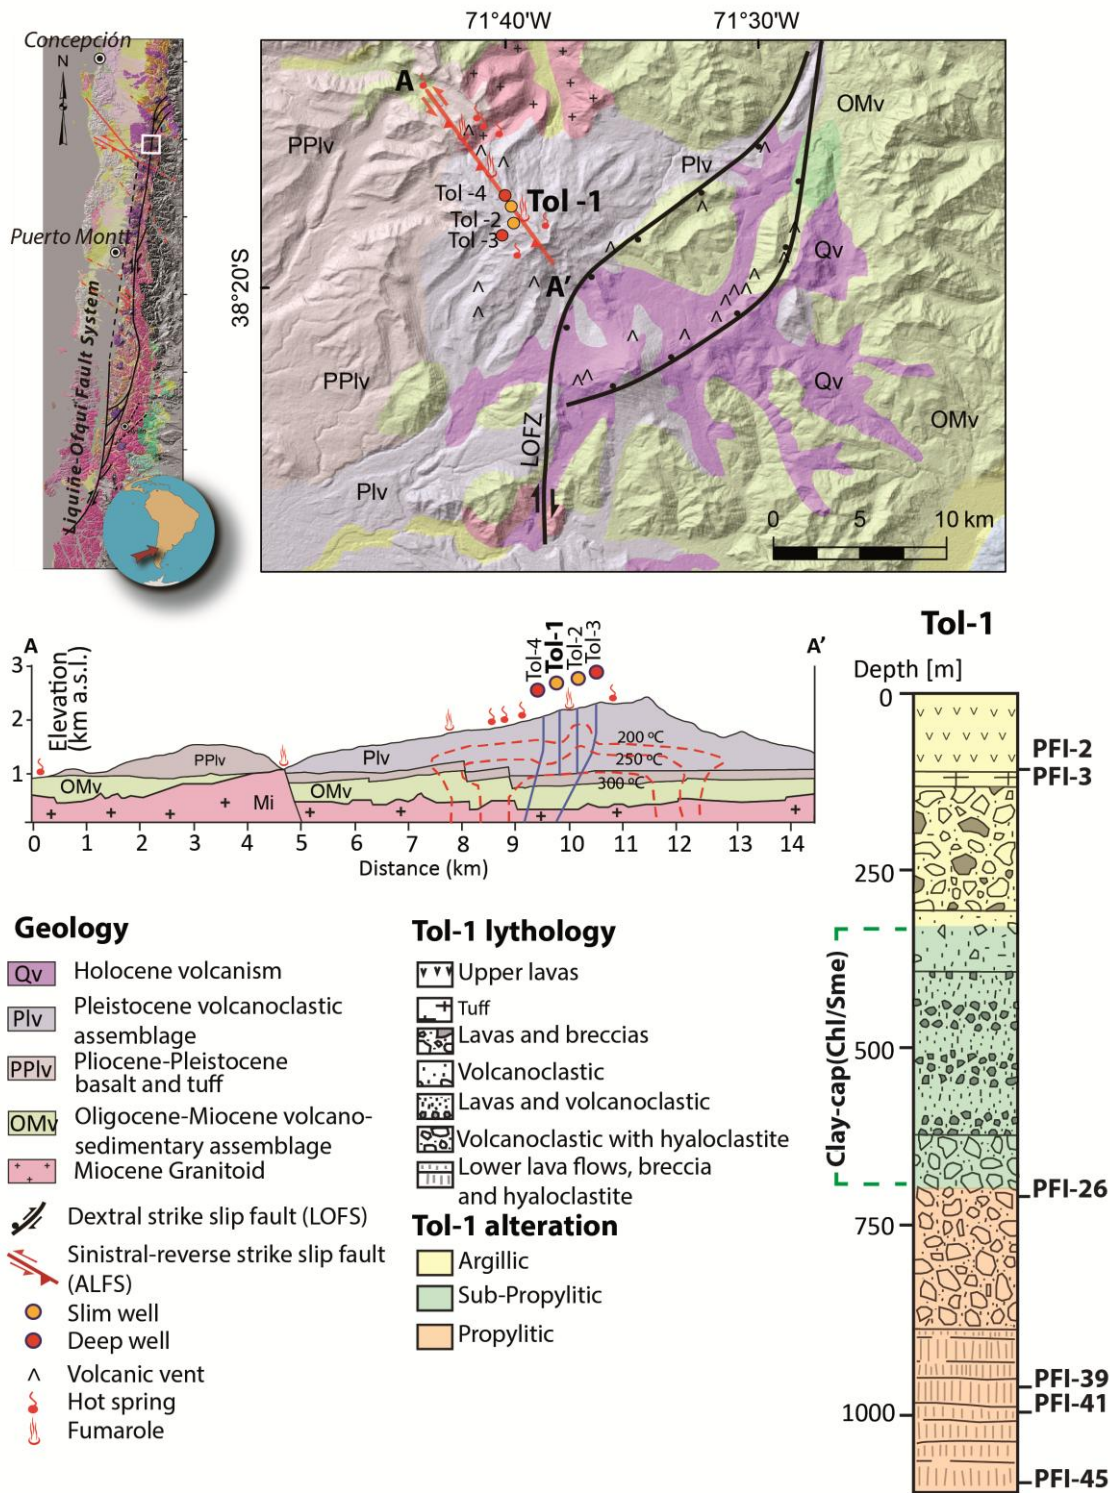 Concepción
N
Puerto Montt
Liquiñe-Ofqui Fault System
71°40'W
71°30'W
38°20'S
A
PPlv
OMv
Plv
Tol -4
Tol -1
Tol -2
Tol -3
A'
Qv
PPlv
Qv
OMv
LOFZ
Plv
0 5 10 km
A
A'
Elevation
(km a.s.l.)
3
2
1
Tol-4
Tol-1
Tol-2
Tol-3
200 ºC
250 ºC
300 ºC
PPlv
Plv
OMv
Mi
OMv
0 1 2 3 4 5 6 7 8 9 10 11 12 13 14
Distance (km)
Geology
Qv Holocene volcanism
Plv Pleistocene volcanoclastic
assemblage
PPlv Pliocene-Pleistocene
basalt and tuff
OMv Oligocene-Miocene volcano-
sedimentary assemblage
Miocene Granitoid
Dextral strike slip fault (LOFS)
Sinistral-reverse strike slip fault
(ALFS)
Slim well
Deep well
Volcanic vent
Hot spring
Fumarole
Tol-1 lythology
Upper lavas
Tuff
Lavas and breccias
Volcanoclastic
Lavas and volcanoclastic
Volcanoclastic with hyaloclastite
Lower lava flows, breccia
and hyaloclastite
Tol-1 alteration
Argillic
Sub-Propylitic
Propylitic
Tol-1
Depth [m]
0
PFI-2
PFI-3
250
Clay-cap(Chl/Sme)
500
PFI-26
750
PFI-39
PFI-41
1000
PFI-45